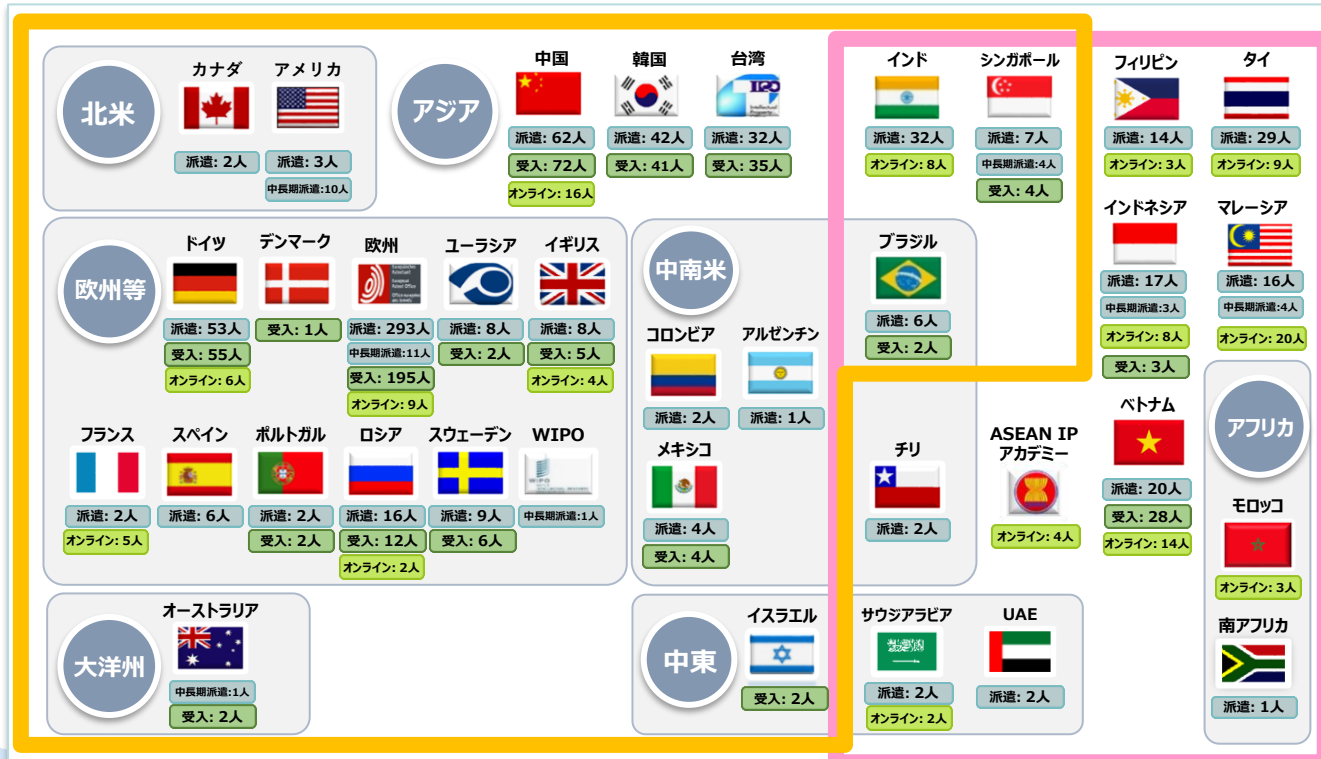 北米
カナダ
派遣: 2人
アメリカ
派遣: 3人
中長期派遣:10人
アジア
中国
派遣: 62人
受入: 72人
オンライン: 16人
韓国
派遣: 42人
受入: 41人
台湾
派遣: 32人
受入: 35人
インド
派遣: 32人
オンライン: 8人
シンガポール
派遣: 7人
中長期派遣:4人
受入: 4人
フィリピン
派遣: 14人
オンライン: 3人
タイ
派遣: 29人
オンライン: 9人
インドネシア
派遣: 17人
中長期派遣:3人
オンライン: 8人
受入: 3人
マレーシア
派遣: 16人
中長期派遣:4人
オンライン: 20人
欧州等
ドイツ
派遣: 53人
受入: 55人
オンライン: 6人
デンマーク
受入: 1人
欧州
派遣: 293人
中長期派遣:11人
受入: 195人
オンライン: 9人
ユーラシア
派遣: 8人
受入: 2人
イギリス
派遣: 8人
受入: 5人
オンライン: 4人
フランス
派遣: 2人
オンライン: 5人
スペイン
派遣: 6人
ポルトガル
派遣: 2人
受入: 2人
ロシア
派遣: 16人
受入: 12人
オンライン: 2人
スウェーデン
派遣: 9人
受入: 6人
WIPO
WIPO
中長期派遣:1人
中南米
コロンビア
派遣: 2人
アルゼンチン
派遣: 1人
メキシコ
派遣: 4人
受入: 4人
ブラジル
派遣: 6人
受入: 2人
チリ
派遣: 2人
ASEAN IP
アカデミー
オンライン: 4人
ベトナム
派遣: 20人
受入: 28人
オンライン: 14人
アフリカ
モロッコ
オンライン: 3人
南アフリカ
派遣: 1人
大洋州
オーストラリア
中長期派遣:1人
受入: 2人
中東
イスラエル
受入: 2人
サウジアラビア
派遣: 2人
オンライン: 2人
UAE
派遣: 2人